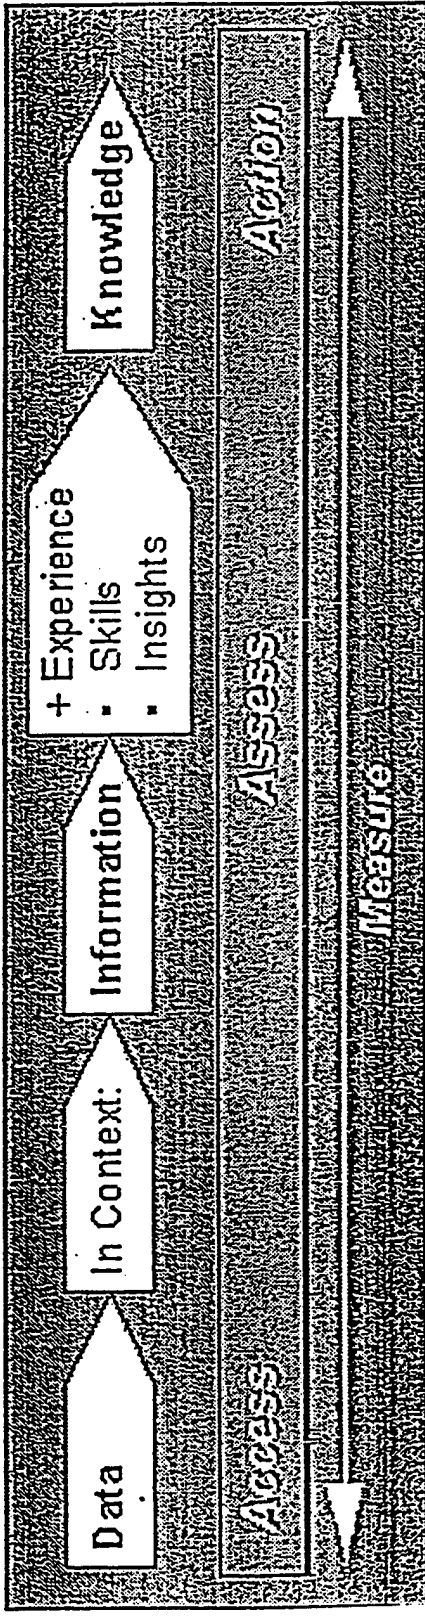 Data
In Context:
Information
+ Experience
▪ Skills
▪ Insights
Knowledge
Access
Assess
Action
Measure